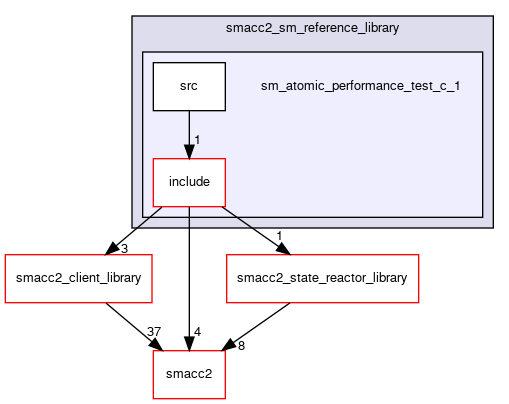 smacc2_sm_reference_library
src
sm_atomic_performance_test_c_1
1
include
3
1
smacc2_client_library
smacc2_state_reactor_library
37
4
8
smacc2